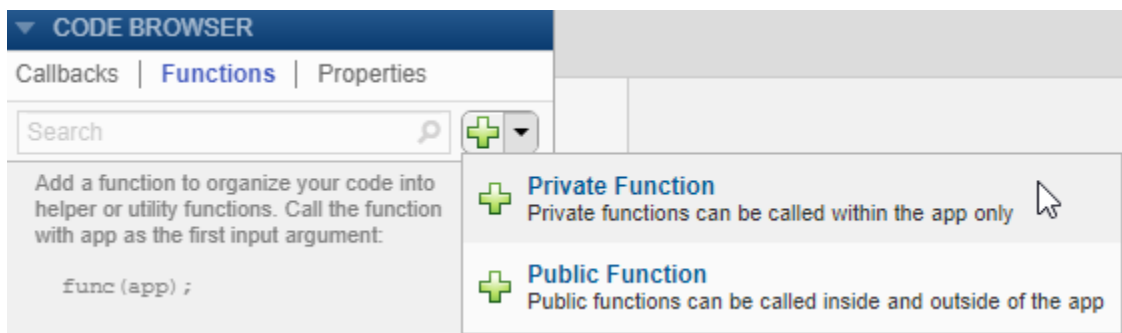 CODE BROWSER
Callbacks | Functions | Properties
Search
Add a function to organize your code into
helper or utility functions. Call the function
with app as the first input argument:
func(app);
Private Function
Private functions can be called within the app only
Public Function
Public functions can be called inside and outside of the app